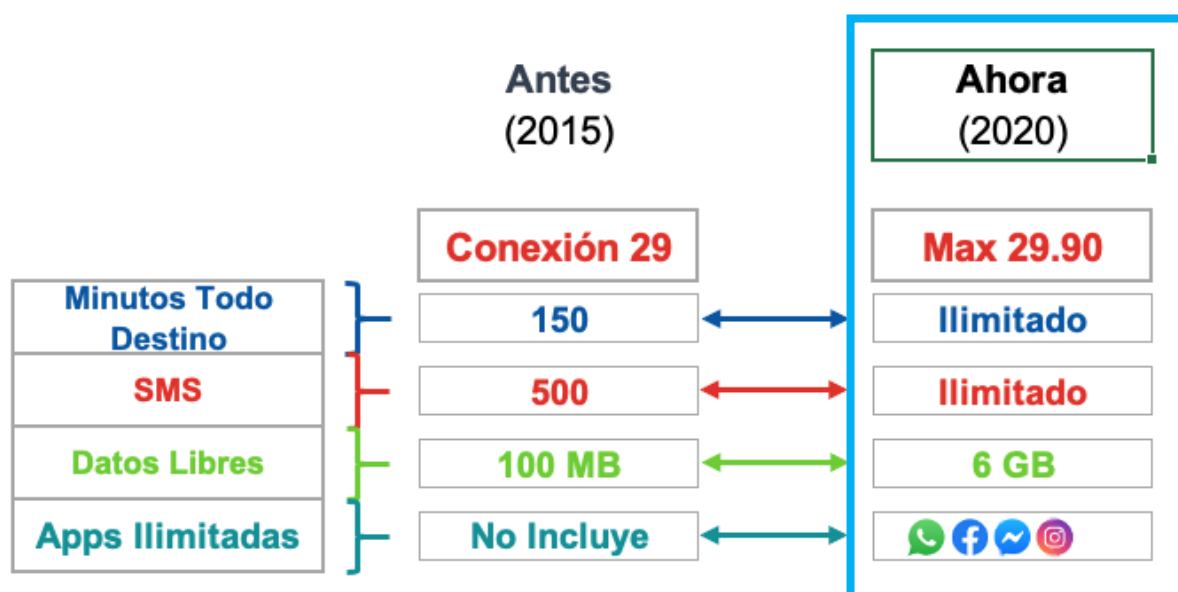 Antes
(2015)
Ahora
(2020)
Conexión 29
Max 29.90
Minutos Todo
Destino
150
Ilimitado
SMS
500
Ilimitado
Datos Libres
100 MB
6 GB
Apps Ilimitadas
No Incluye